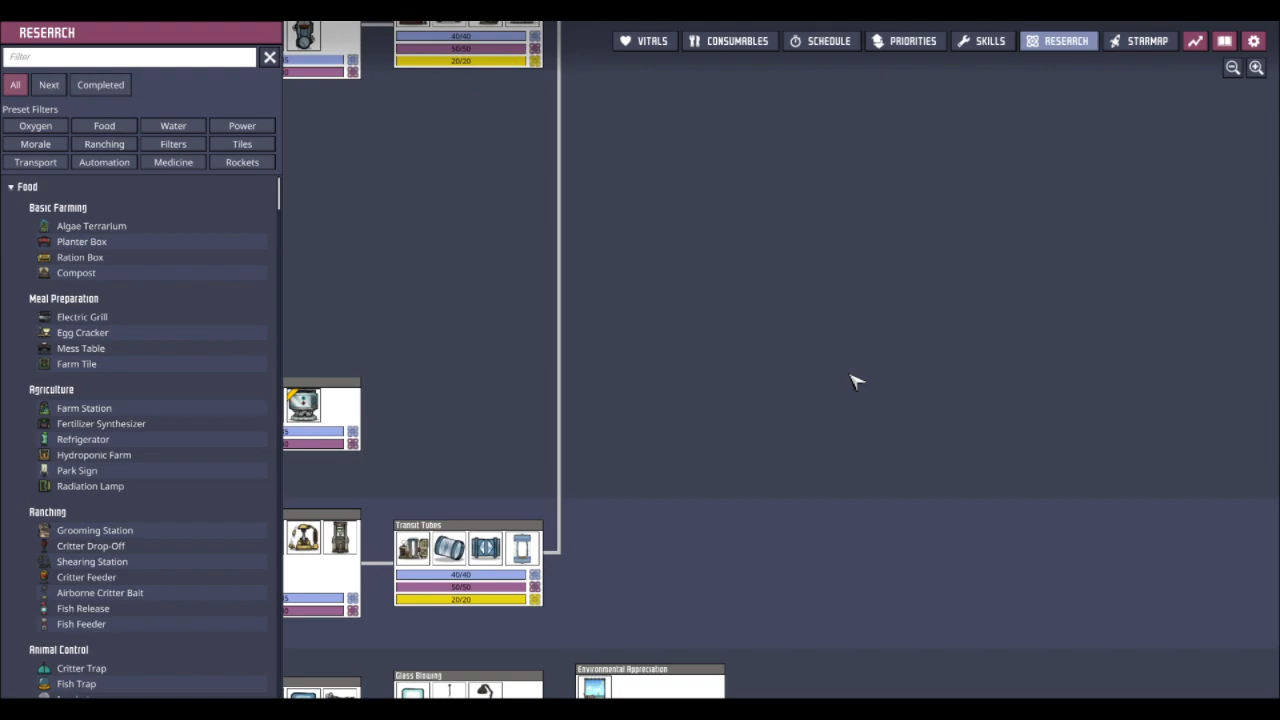 RESEARCH
Filter
All Next Completed
Preset Filters
Oxygen Food Water Power
Morale Ranching Filters Tiles
Transport Automation Medicine Rockets
Food
Basic Farming
Algae Terrarium
Planter Box
Ration Box
Compost
Meal Preparation
Electric Grill
Egg Cracker
Mess Table
Farm Tile
Agriculture
Farm Station
Fertilizer Synthesizer
Refrigerator
Hydroponic Farm
Park Sign
Radiation Lamp
Ranching
Grooming Station
Critter Drop-Off
Shearing Station
Critter Feeder
Airborne Critter Bait
Fish Release
Fish Feeder
Animal Control
Critter Trap
Fish Trap
VITALS CONSUMABLES SCHEDULE PRIORITIES SKILLS RESEARCH STARMAP
40/40
50/50
20/20
Transit Tubes
40/40
50/50
20/20
Glass Blowing
Environmental Appreciation